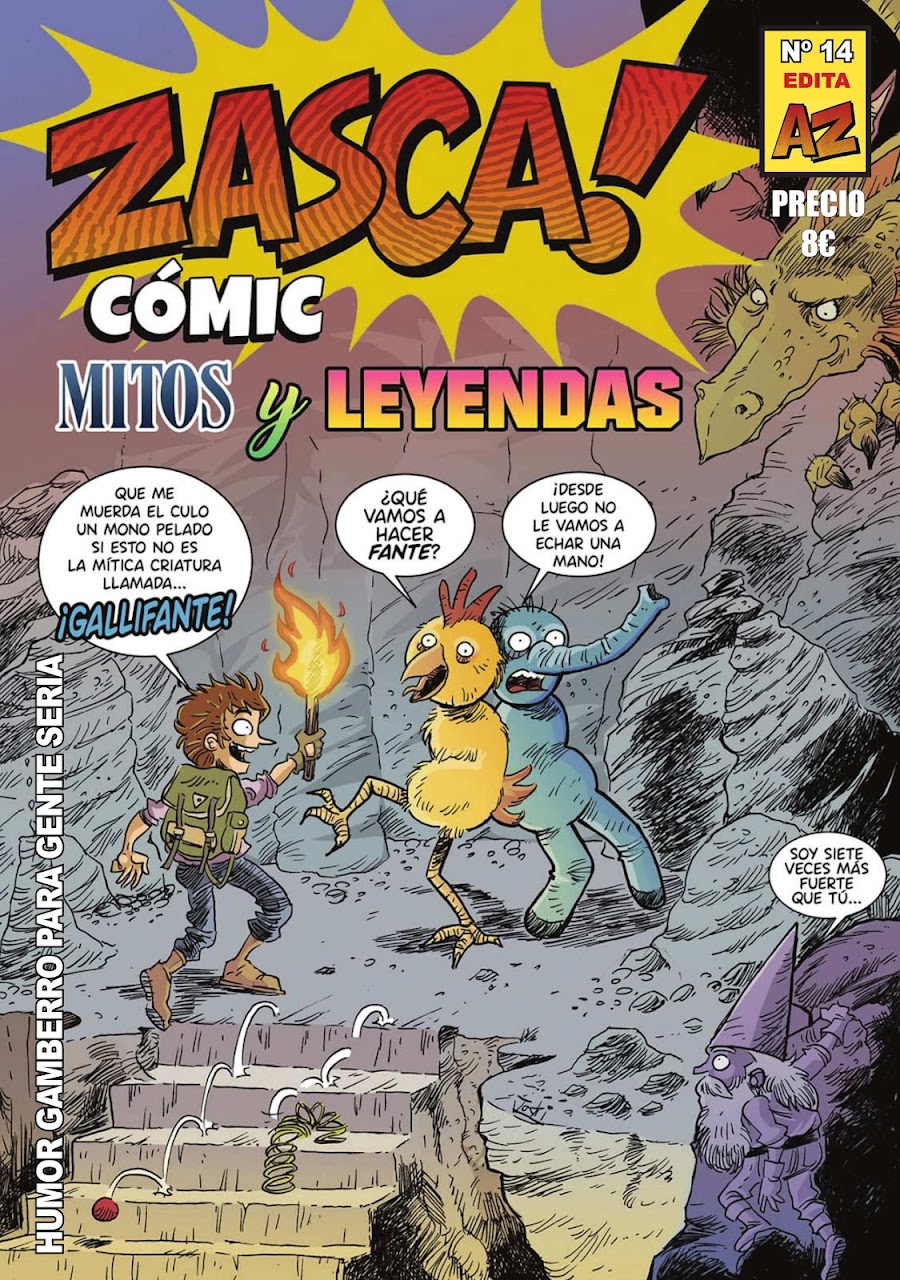 ZASCA!
CÓMIC
MITOS y LEYENDAS
Nº 14
EDITA
AZ
PRECIO
8€
QUE ME
MUERDA EL CULO
UN MONO PELADO
SI ESTO NO ES
LA MÍTICA CRIATURA
LLAMADA...
¡GALLIFANTE!
¿QUÉ
VAMOS A
HACER
FANTE?
¡DESDE
LUEGO NO
LE VAMOS A
ECHAR UNA
MANO!
SOY SIETE
VECES MÁS
FUERTE
QUE TÚ...
HUMOR GAMBERRO PARA GENTE SERIA